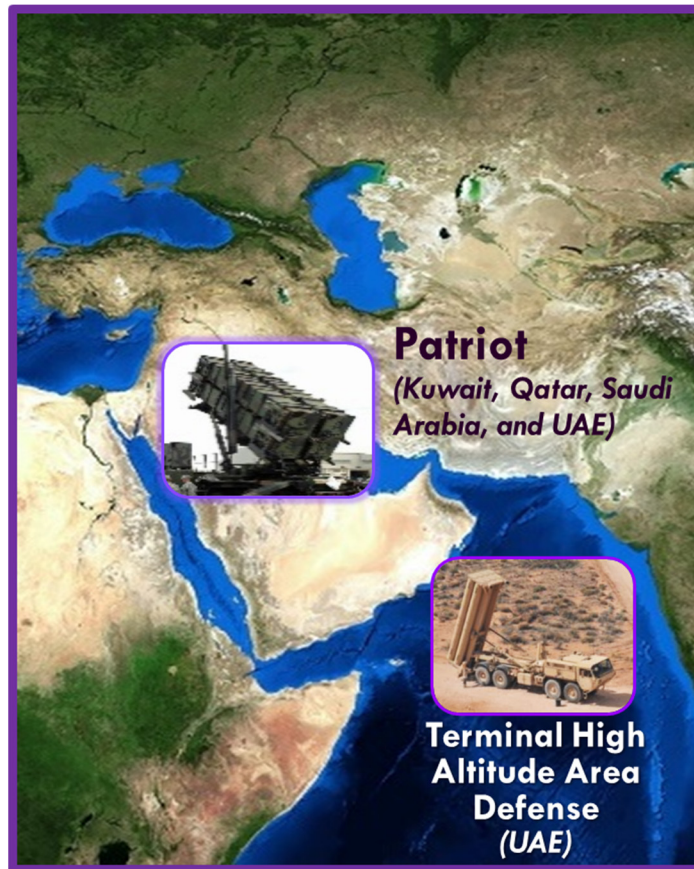 Patriot
(Kuwait, Qatar, Saudi
Arabia, and UAE)
Terminal High
Altitude Area
Defense
(UAE)